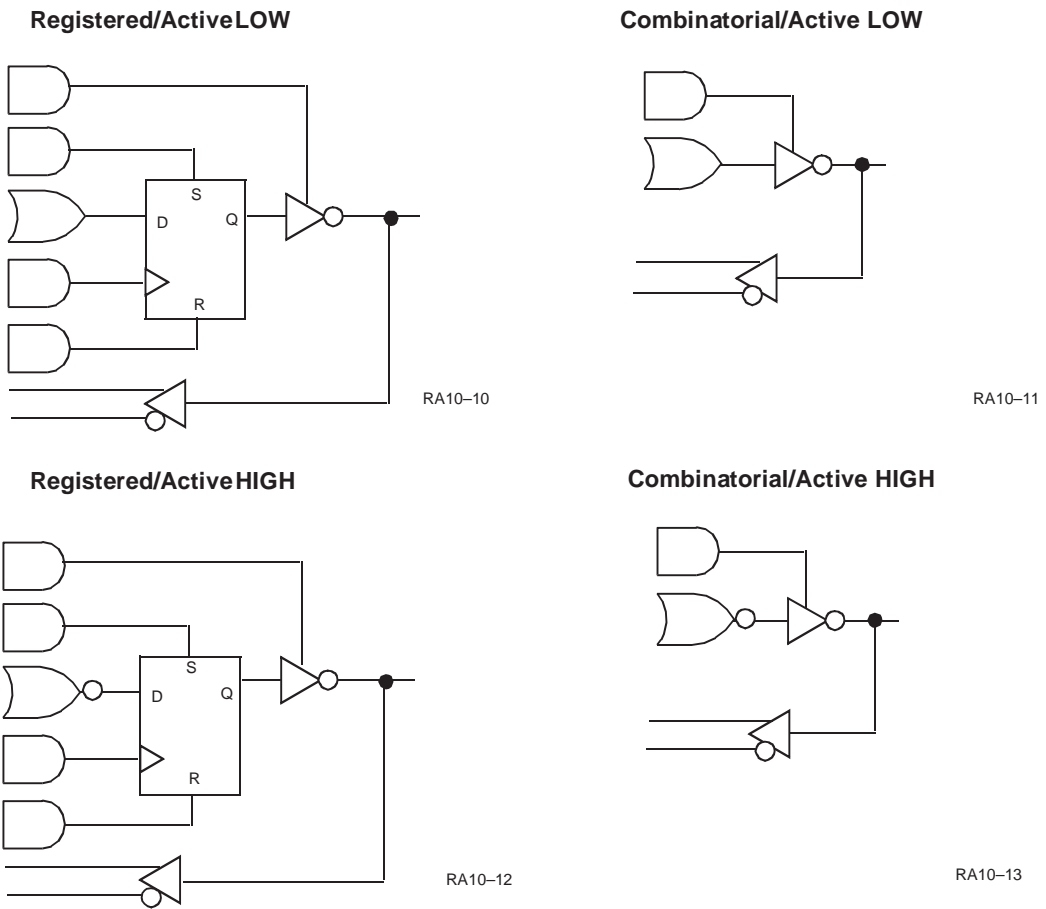 Registered/Active LOW
S
D
Q
R
RA10–10
Combinatorial/Active LOW
RA10–11
Registered/Active HIGH
S
D
Q
R
RA10–12
Combinatorial/Active HIGH
RA10–13